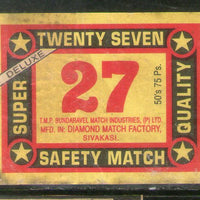 TWENTY SEVEN
DELUXE
SUPER
27
50's 75 Ps.
QUALITY
T.M.P. SUNDARAVEL MATCH INDUSTRIES, (P) LTD.
MFD. IN: DIAMOND MATCH FACTORY,
SIVAKASI.
SAFETY MATCH